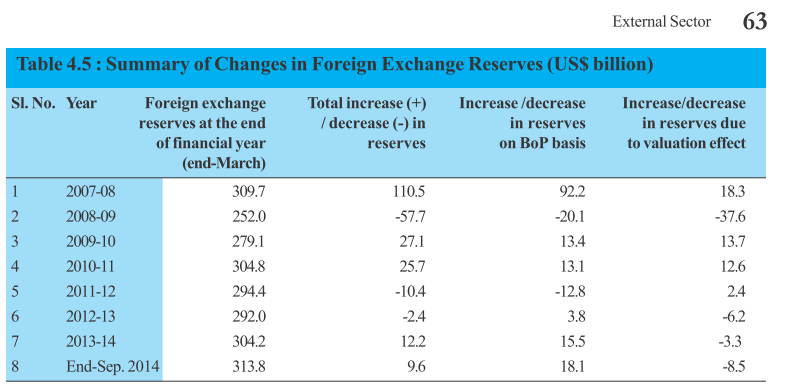 External Sector 63
Table 4.5 : Summary of Changes in Foreign Exchange Reserves (US$ billion)
Sl. No. Year Foreign exchange Total increase (+) Increase /decrease Increase/decrease
reserves at the end / decrease (-) in in reserves in reserves due
of financial year reserves on BoP basis to valuation effect
(end-March)
1 2007-08 309.7 110.5 92.2 18.3
2 2008-09 252.0 -57.7 -20.1 -37.6
3 2009-10 279.1 27.1 13.4 13.7
4 2010-11 304.8 25.7 13.1 12.6
5 2011-12 294.4 -10.4 -12.8 2.4
6 2012-13 292.0 -2.4 3.8 -6.2
7 2013-14 304.2 12.2 15.5 -3.3
8 End-Sep. 2014 313.8 9.6 18.1 -8.5